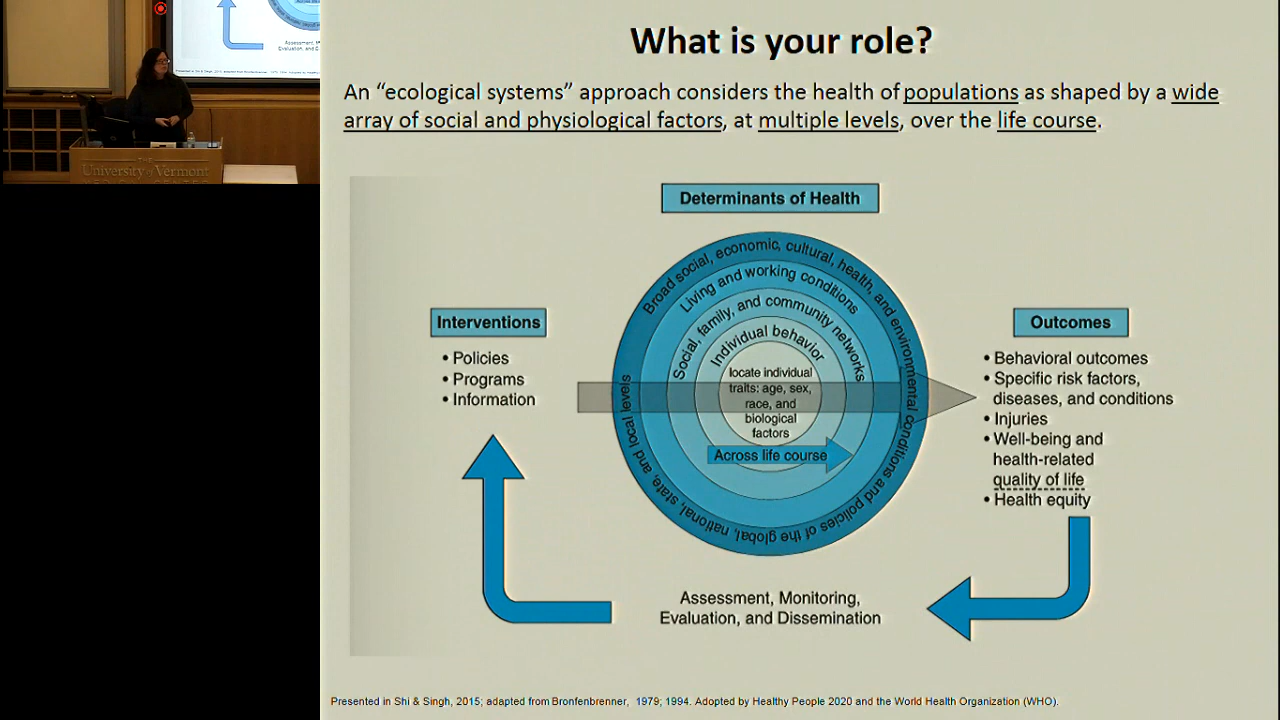 What is your role?
An “ecological systems” approach considers the health of populations as shaped by a wide
array of social and physiological factors, at multiple levels, over the life course.
Determinants of Health
Broad social, economic, cultural, health, and environmental conditions and policies of the global, national, state, and local levels
Living and working conditions
Social, family, and community networks
Individual behavior
locate individual
traits: age, sex,
race, and
biological
factors
Across life course
Interventions
• Policies
• Programs
• Information
Outcomes
• Behavioral outcomes
• Specific risk factors,
diseases, and conditions
• Injuries
• Well-being and
health-related
quality of life
• Health equity
Assessment, Monitoring,
Evaluation, and Dissemination
Presented in Shi & Singh, 2015; adapted from Bronfenbrenner, 1979; 1994. Adopted by Healthy People 2020 and the World Health Organization (WHO).
THE
University of Vermont
MEDICAL CENTER